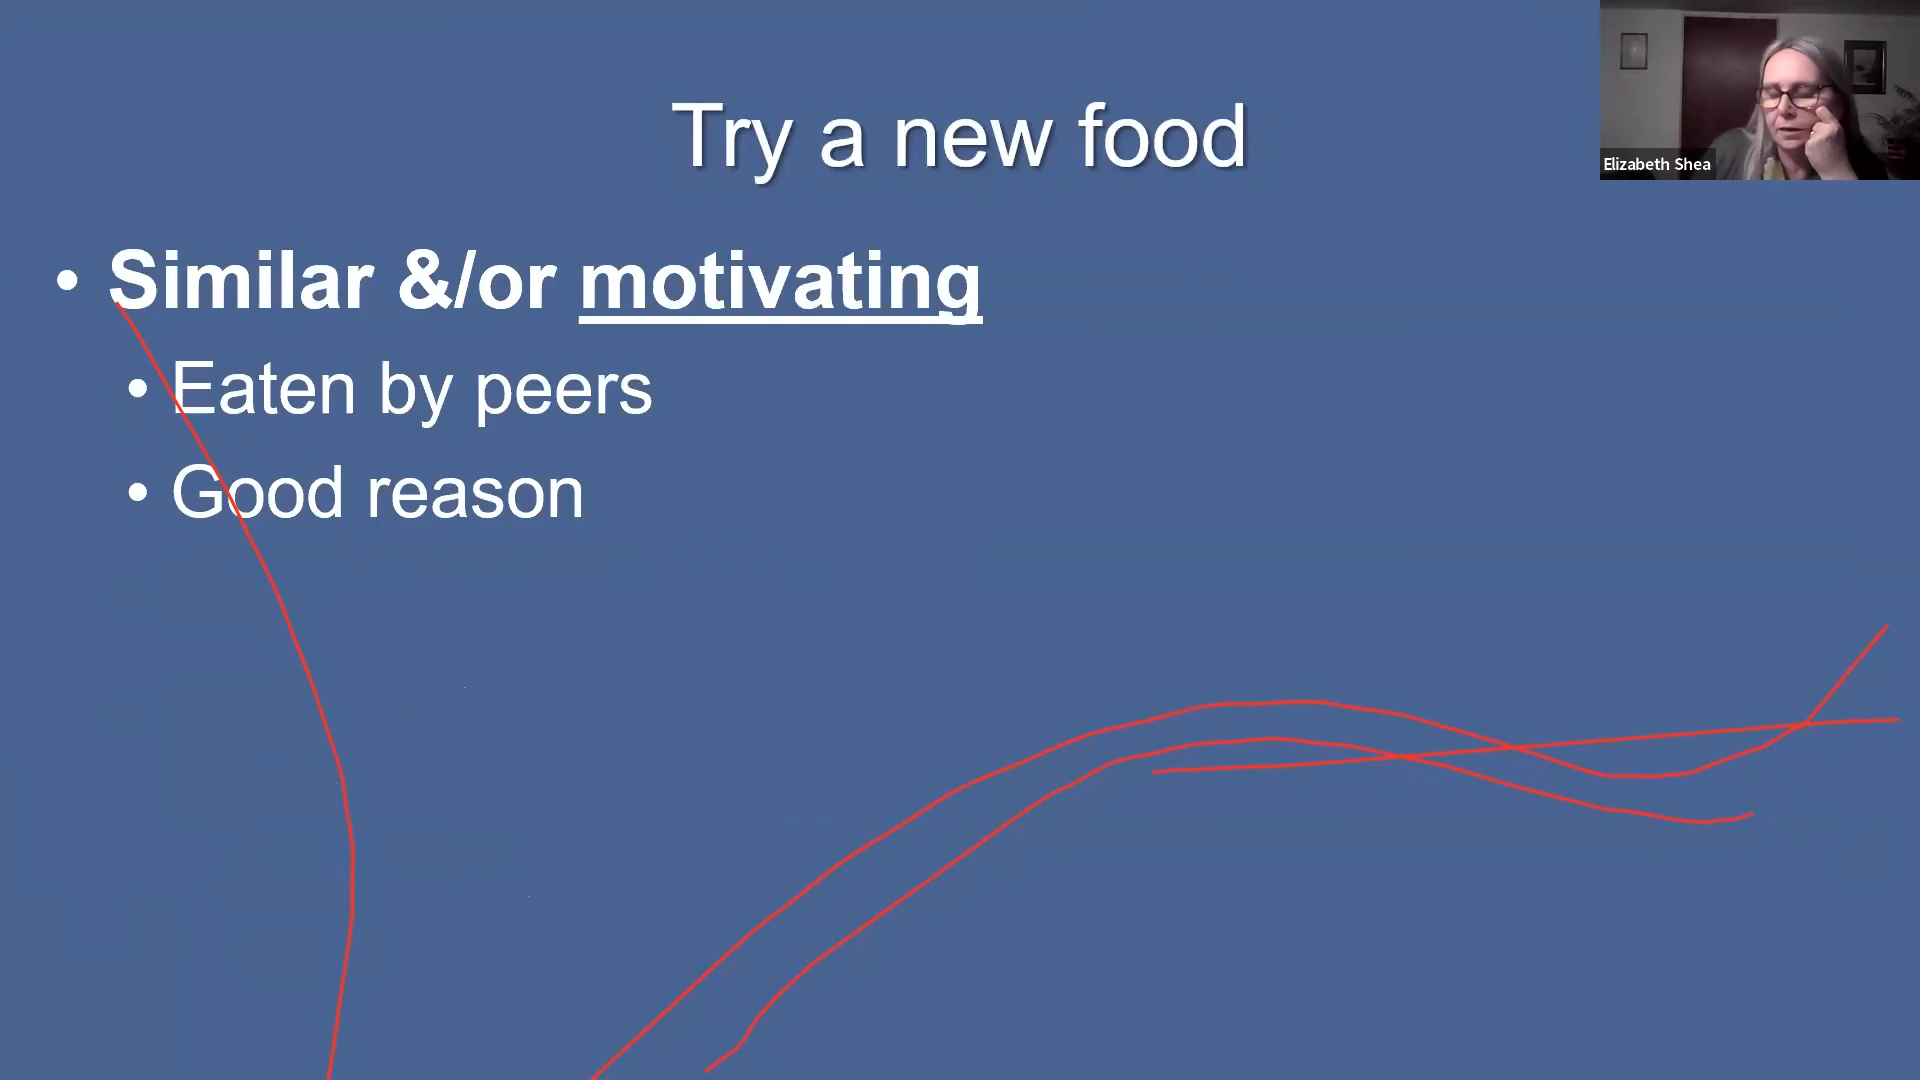 Try a new food
Elizabeth Shea
• Similar &/or motivating
• Eaten by peers
• Good reason